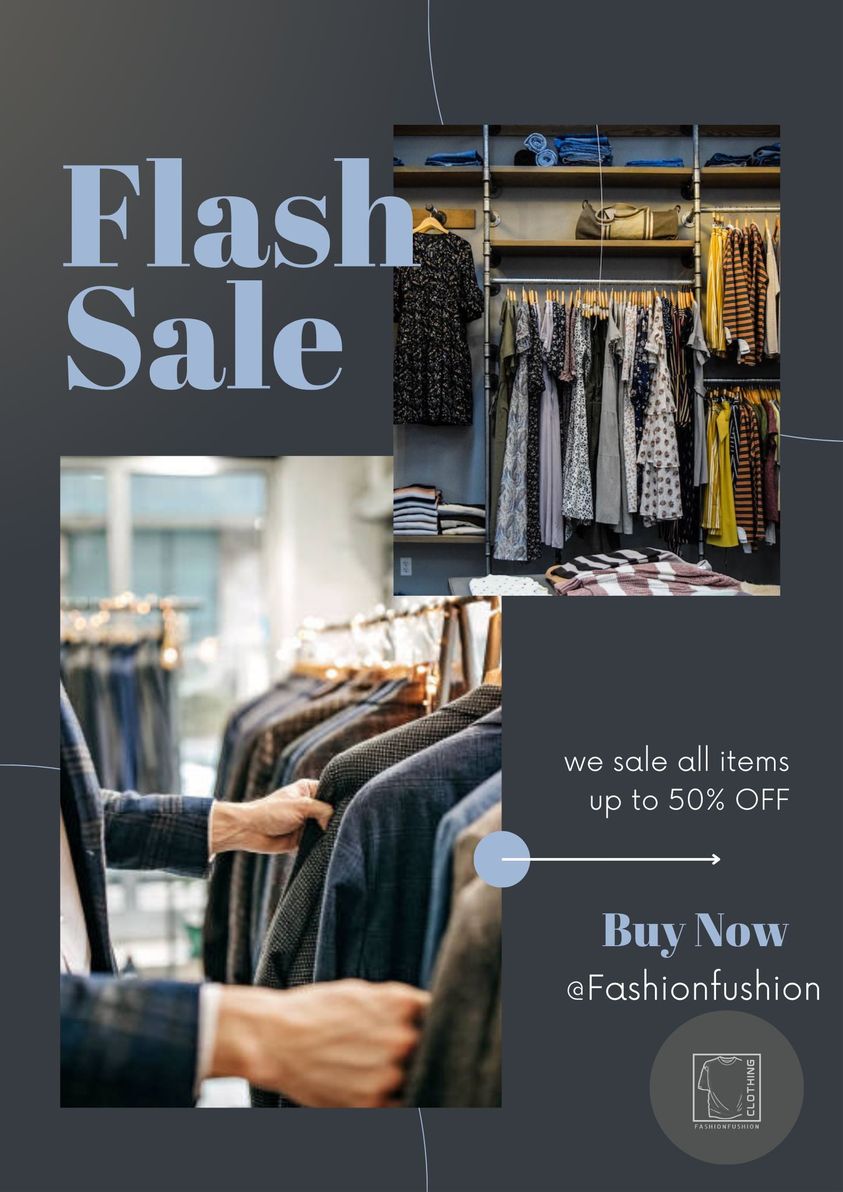 Flash
Sale
we sale all items
up to 50% OFF
Buy Now
@Fashionfushion
CLOTHING
FASHIONFUSHION